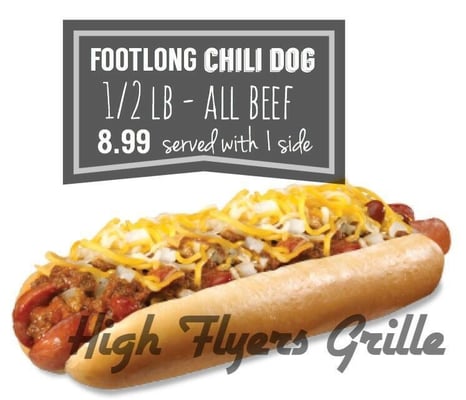 FOOTLONG CHILI DOG
1/2 LB - ALL BEEF
8.99 served with 1 side
High Flyers Grille